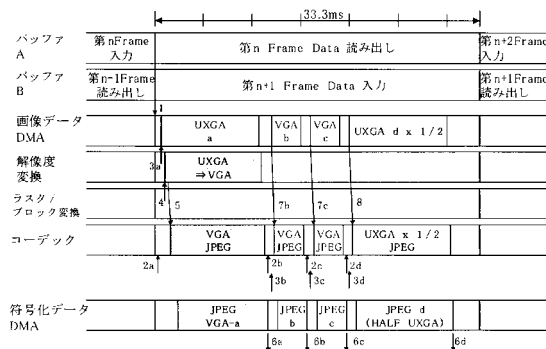 33.3ms
バッファ
A
第nFrame
入力
第n Frame Data 読み出し
第n+2Frame
入力
バッファ
B
第n-1Frame
読み出し
第n+1 Frame Data 入力
第n+1Frame
読み出し
画像データ
DMA
1
UXGA
a
VGA
b
VGA
c
UXGA d x 1/2
解像度
変換
3a
UXGA
⇒VGA
ラスタ/
ブロック変換
4
5
7b
7c
8
コーデック
VGA
JPEG
VGA
JPEG
VGA
JPEG
UXGA x 1/2
JPEG
2a
2b
2c
2d
3b
3c
3d
符号化データ
DMA
JPEG
VGA-a
JPEG
b
JPEG
c
JPEG d
(HALF UXGA)
6a
6b
6c
6d